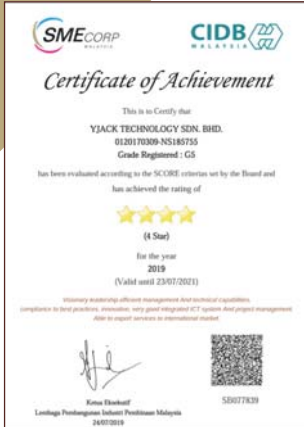 SMECORP
MALAYSIA
CIDB
MALAYSIA
Certificate of Achievement
This is to Certify that
YJACK TECHNOLOGY SDN. BHD.
0120170309-NS185755
Grade Registered : G5
has been evaluated according to the SCORE criterias set by the Board and
has achieved the rating of
(4 Star)
for the year
2019
(Valid until 23/07/2021)
Visionary leadership efficient management And technical capabilities,
compliance to best practices, innovative, very good integrated ICT system And project management.
Able to export services to international market.
Ketua Eksekutif
Lembaga Pembangunan Industri Pembinaan Malaysia
24/07/2019
SB077839